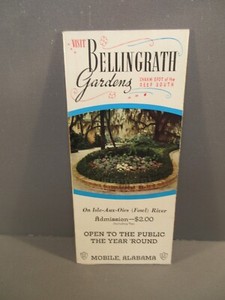 VISIT
BELLINGRATH
Gardens
CHARM SPOT of the
DEEP SOUTH
On Isle-Aux-Oies (Fowl) River
Admission—$2.00
OPEN TO THE PUBLIC
THE YEAR 'ROUND
MOBILE, ALABAMA